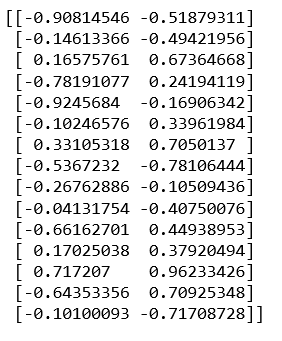 [[-0.90814546 -0.51879311]
 [-0.14613366 -0.49421956]
 [ 0.16575761  0.67364668]
 [-0.78191077  0.24194119]
 [-0.9245684  -0.16906342]
 [-0.10246576  0.33961984]
 [ 0.33105318  0.7050137 ]
 [-0.5367232  -0.78106444]
 [-0.26762886 -0.10509436]
 [-0.04131754 -0.40750076]
 [-0.66162701  0.44938953]
 [ 0.17025038  0.37920494]
 [ 0.717207    0.96233426]
 [-0.64353356  0.70925348]
 [-0.10100093 -0.71708728]]